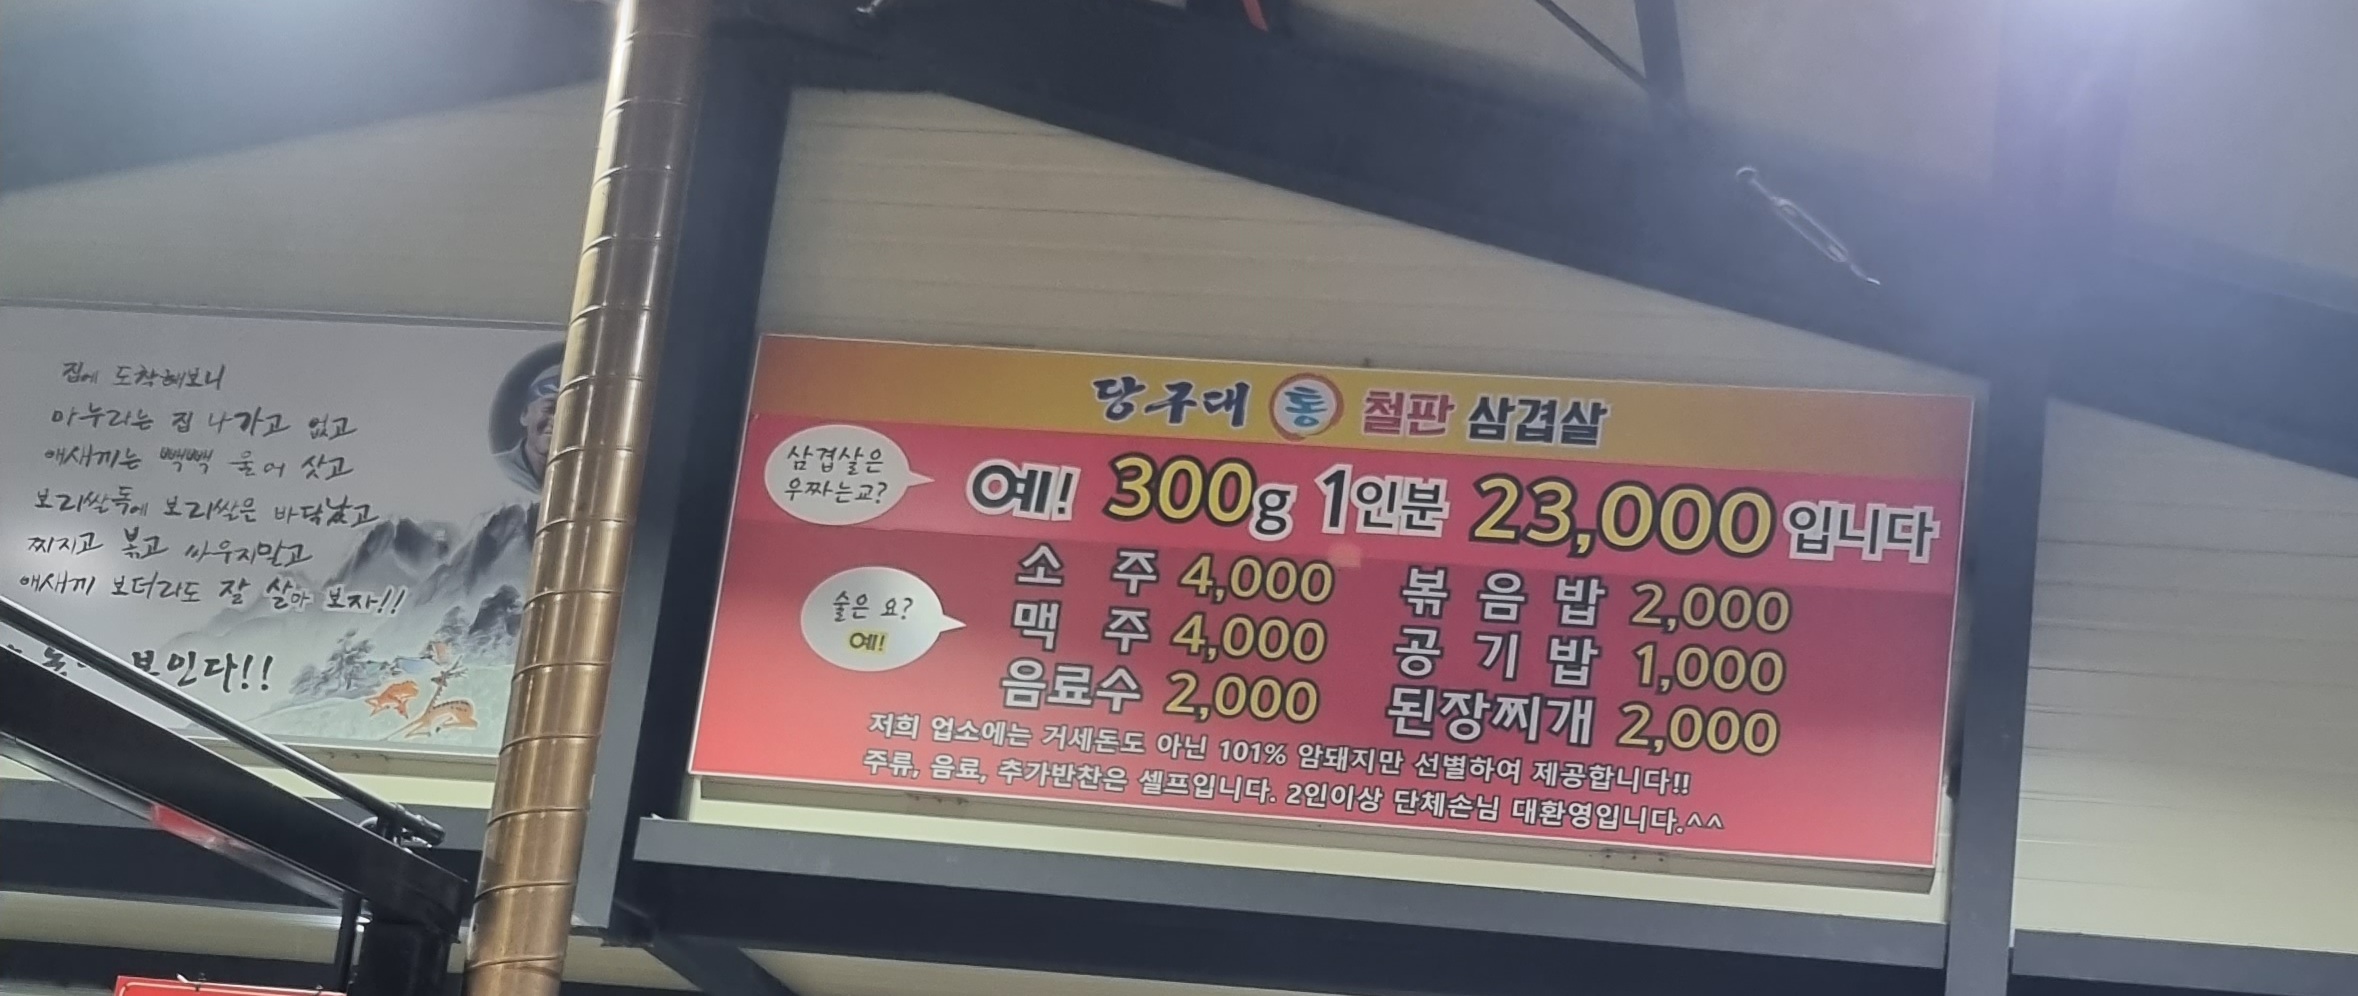 집에 도착해보니
마누라는 집 나가고 없고
애새끼는 빽빽 울어 삿고
보리쌀독에 보리쌀은 바닥났고
찌지고 볶고 싸우지말고
애새끼 보더라도 잘 살아 보자!!
보인다!!
당구대 통 철판 삼겹살
삼겹살은
우짜는교?
예! 300g 1인분 23,000입니다
술은 요?
예!
소 주 4,000 볶음밥 2,000
맥 주 4,000 공기밥 1,000
음료수 2,000 된장찌개 2,000
저희 업소에는 거세돈도 아닌 101% 암돼지만 선별하여 제공합니다!!
주류, 음료, 추가반찬은 셀프입니다. 2인이상 단체손님 대환영입니다.^^